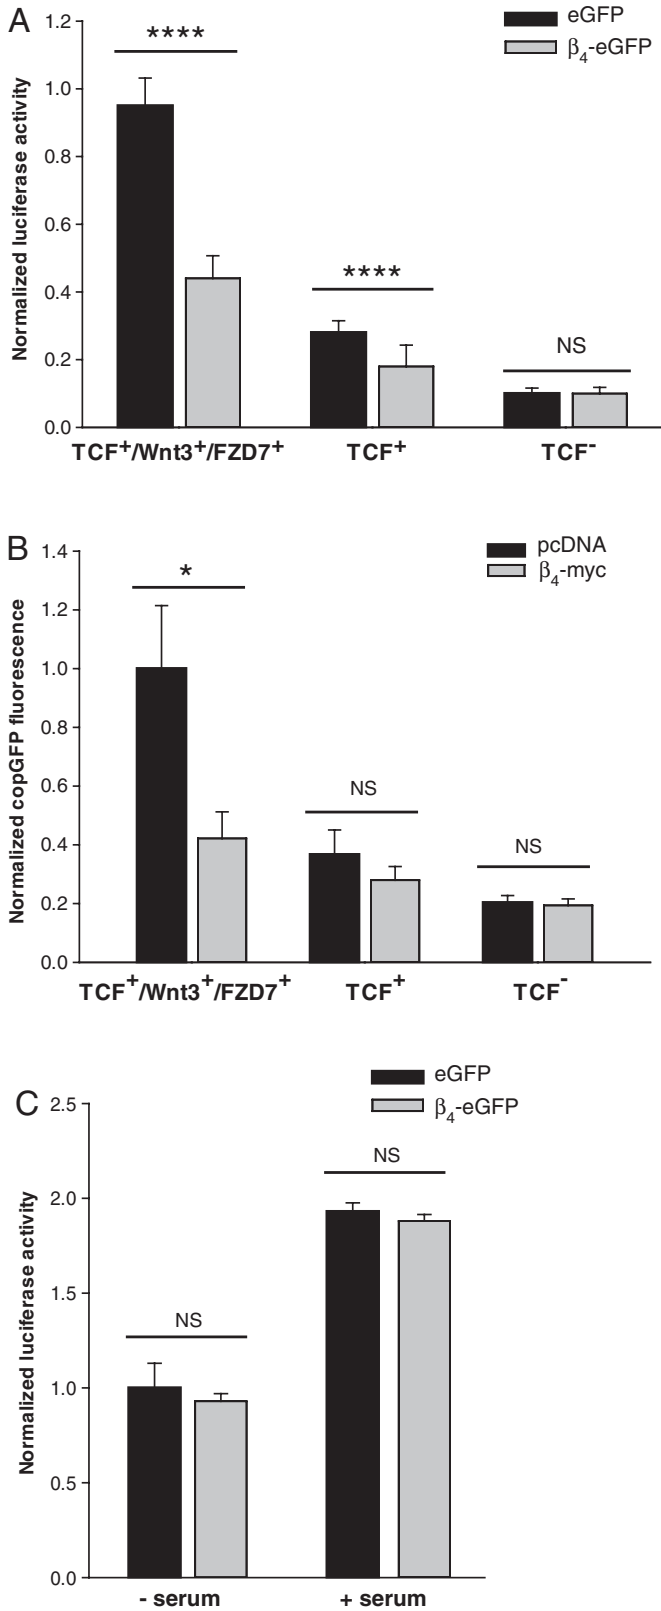 A
eGFP
β4-eGFP
Normalized luciferase activity
1.2
1.0
0.8
0.6
0.4
0.2
0.0
****
****
NS
TCF+/Wnt3+/FZD7+ TCF+ TCF-
B
pcDNA
β4-myc
Normalized copGFP fluorescence
1.4
1.2
1.0
0.8
0.6
0.4
0.2
0.0
*
NS
NS
TCF+/Wnt3+/FZD7+ TCF+ TCF-
C
eGFP
β4-eGFP
Normalized luciferase activity
2.5
2.0
1.5
1.0
0.5
0.0
NS
NS
- serum + serum